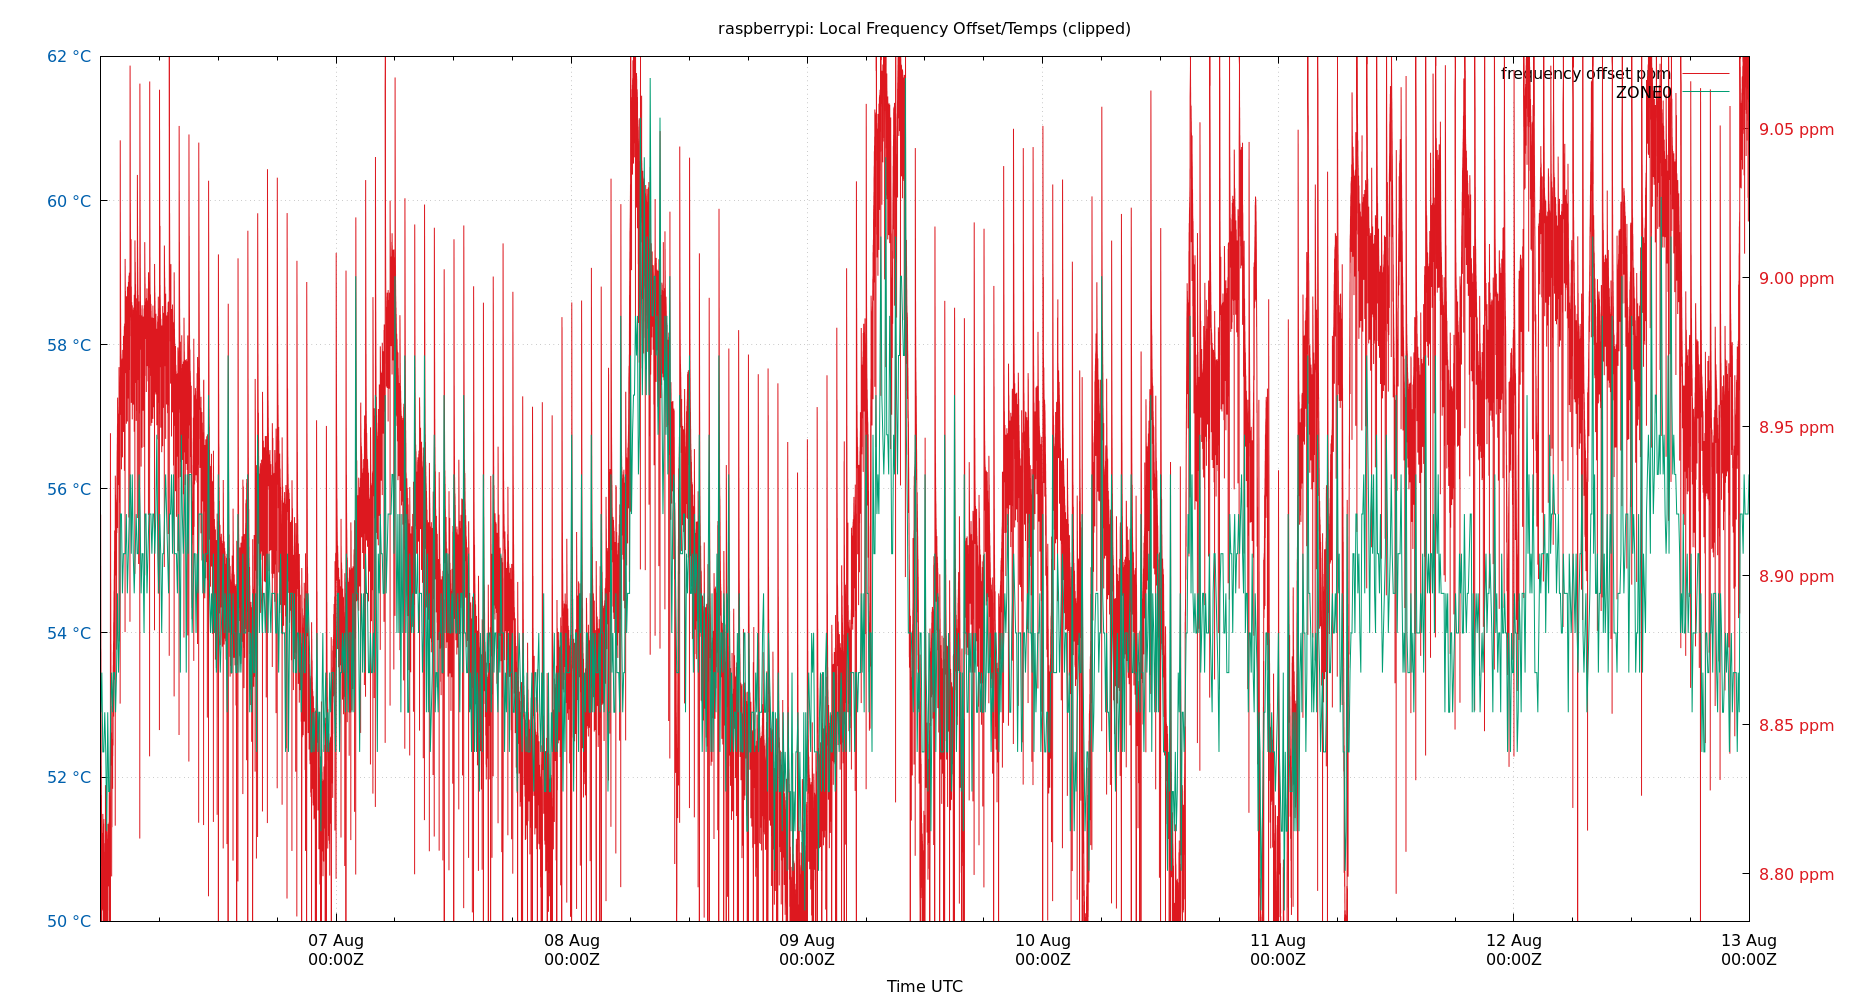 raspberrypi: Local Frequency Offset/Temps (clipped)
62 °C
60 °C
58 °C
56 °C
54 °C
52 °C
50 °C
frequency offset ppm
ZONE0
9.05 ppm
9.00 ppm
8.95 ppm
8.90 ppm
8.85 ppm
8.80 ppm
07 Aug
00:00Z
08 Aug
00:00Z
09 Aug
00:00Z
10 Aug
00:00Z
11 Aug
00:00Z
12 Aug
00:00Z
13 Aug
00:00Z
Time UTC